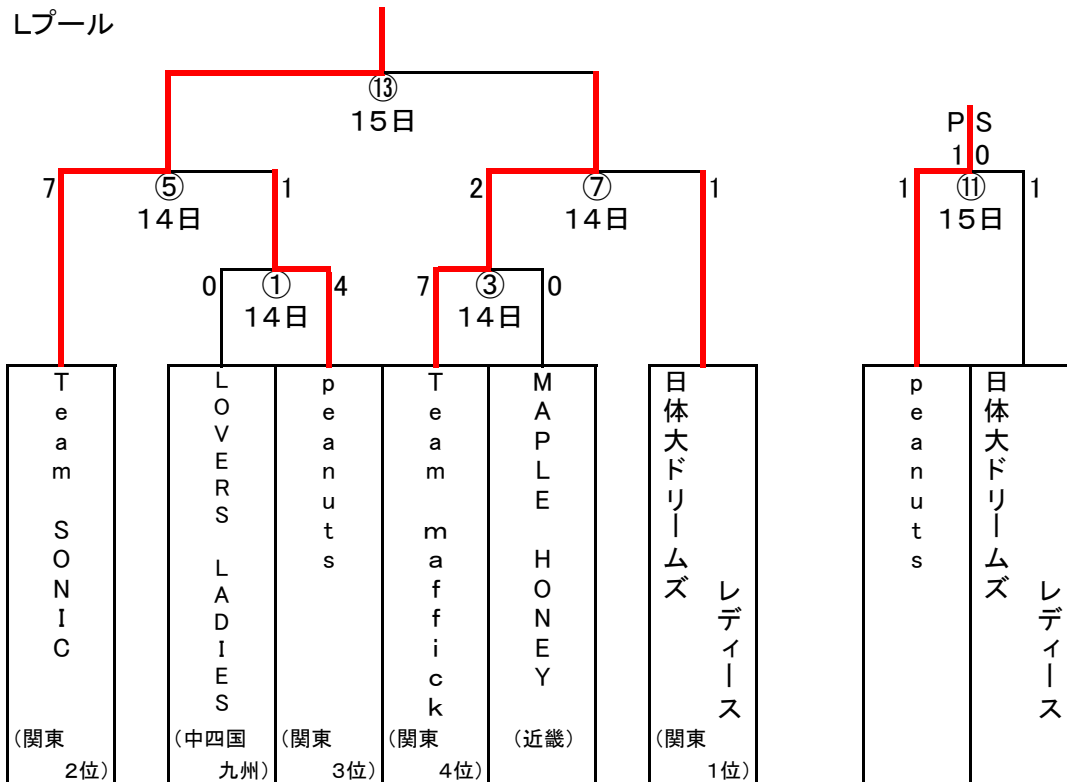 Lプール
⑬
15日
P S
1 0
7 ⑤ 1
14日
2 ⑦ 1
14日
1 ⑪ 1
15日
0 ① 4
14日
7 ③ 0
14日
Team SONIC
(関東
2位)
LOVERS LADIES
(中四国
九州)
peanuts
(関東
3位)
Team maffick
(関東
4位)
MAPLE HONEY
(近畿)
日体大ドリームズ
レディース
(関東
1位)
peanuts
日体大ドリームズ
レディース